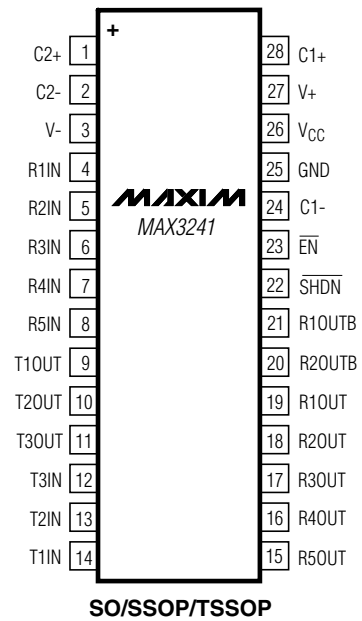 +
C2+ 1 28 C1+
C2- 2 27 V+
V- 3 26 VCC
R1IN 4 25 GND
R2IN 5 MAXIM 24 C1-
MAX3241
R3IN 6 23 EN
R4IN 7 22 SHDN
R5IN 8 21 R1OUTB
T1OUT 9 20 R2OUTB
T2OUT 10 19 R1OUT
T3OUT 11 18 R2OUT
T3IN 12 17 R3OUT
T2IN 13 16 R4OUT
T1IN 14 15 R5OUT
SO/SSOP/TSSOP